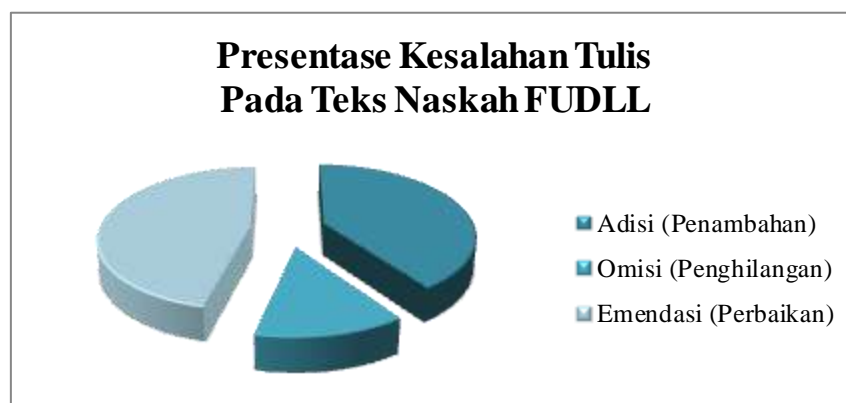 Presentase Kesalahan Tulis
Pada Teks Naskah FUDLL
Adisi (Penambahan)
Omisi (Penghilangan)
Emendasi (Perbaikan)